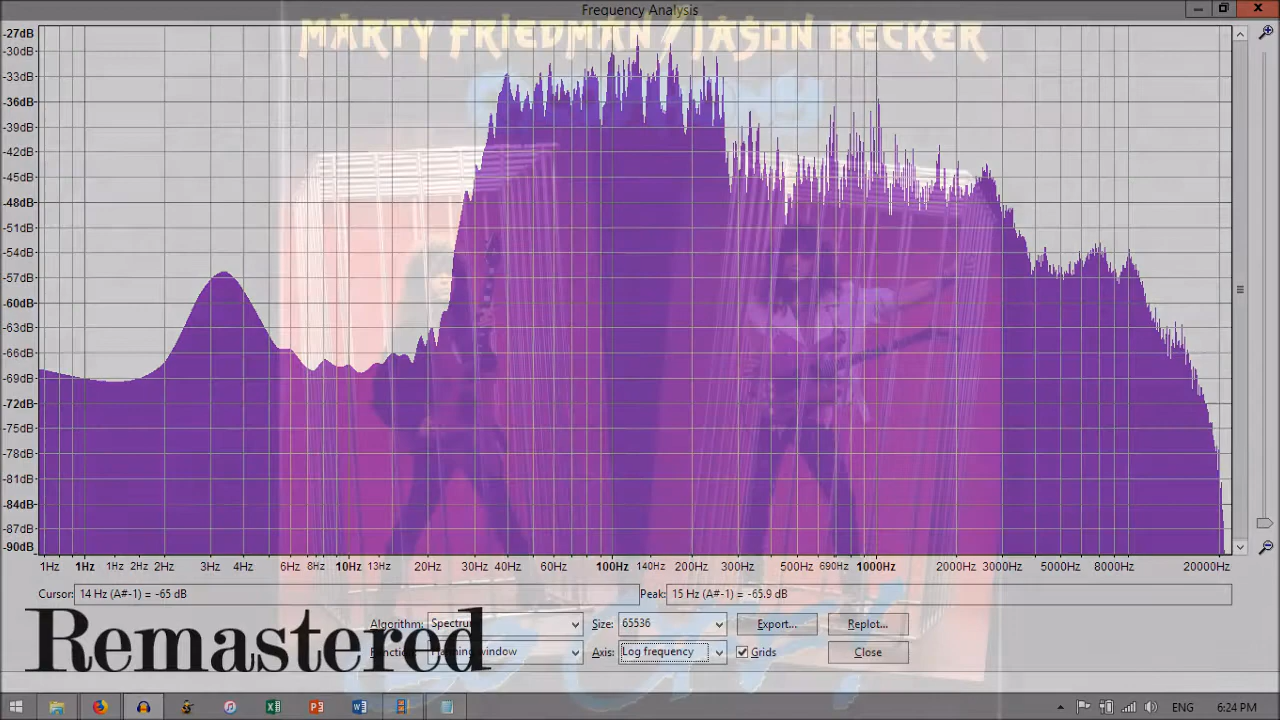 Frequency Analysis
MARTY FRIEDMAN / JASON BECKER
-27dB
-30dB
-33dB
-36dB
-39dB
-42dB
-45dB
-48dB
-51dB
-54dB
-57dB
-60dB
-63dB
-66dB
-69dB
-72dB
-75dB
-78dB
-81dB
-84dB
-87dB
-90dB
1Hz 1Hz 1Hz 2Hz 3Hz 4Hz 6Hz 8Hz 10Hz 13Hz 20Hz 30Hz 40Hz 50Hz 70Hz 100Hz 140Hz 200Hz 300Hz 400Hz 500Hz 690Hz 1000Hz 2000Hz 3000Hz 5000Hz 8000Hz 20000Hz
Cursor: 14 Hz (A#-1) = -65 dB Peak: 15 Hz (A#-1) = -65.9 dB
Algorithm: Size: 65536 Export... Replot...
Remastered
window Axis: Log frequency Grids Close
ENG 6:24 PM